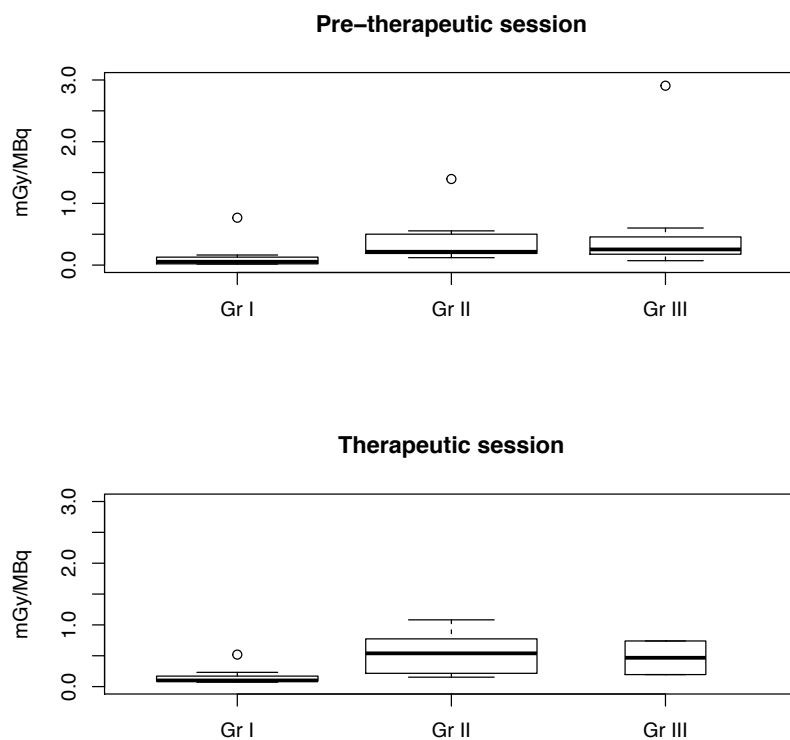 Pre−therapeutic session
mGy/MBq
3.0
2.0
1.0
0.0
Gr I Gr II Gr III
Therapeutic session
mGy/MBq
3.0
2.0
1.0
0.0
Gr I Gr II Gr III